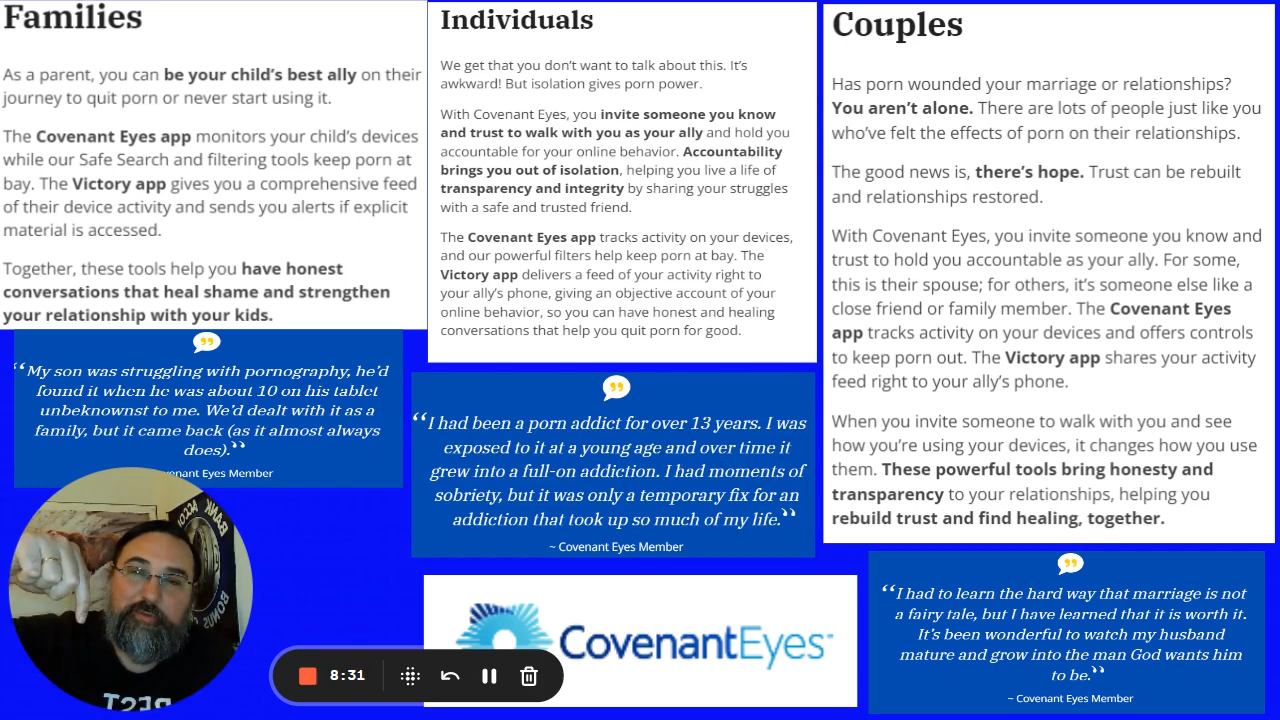 Families
As a parent, you can be your child's best ally on their
journey to quit porn or never start using it.
The Covenant Eyes app monitors your child's devices
while our Safe Search and filtering tools keep porn at
bay. The Victory app gives you a comprehensive feed
of their device activity and sends you alerts if explicit
material is accessed.
Together, these tools help you have honest
conversations that heal shame and strengthen
your relationship with your kids.
“My son was struggling with pornography, he’d
found it when he was about 10 on his tablet
unbeknownst to me. We’d dealt with it as a
family, but it came back (as it almost always
does).”
Eyes Member
Individuals
We get that you don’t want to talk about this. It’s
awkward! But isolation gives porn power.
With Covenant Eyes, you invite someone you know
and trust to walk with you as your ally and hold you
accountable for your online behavior. Accountability
brings you out of isolation, helping you live a life of
transparency and integrity by sharing your struggles
with a safe and trusted friend.
The Covenant Eyes app tracks activity on your devices,
and our powerful filters help keep porn at bay. The
Victory app delivers a feed of your activity right to
your ally’s phone, giving an objective account of your
online behavior, so you can have honest and healing
conversations that help you quit porn for good.
“I had been a porn addict for over 13 years. I was
exposed to it at a young age and over time it
grew into a full-on addiction. I had moments of
sobriety, but it was only a temporary fix for an
addiction that took up so much of my life.”
~ Covenant Eyes Member
Couples
Has porn wounded your marriage or relationships?
You aren’t alone. There are lots of people just like you
who’ve felt the effects of porn on their relationships.
The good news is, there’s hope. Trust can be rebuilt
and relationships restored.
With Covenant Eyes, you invite someone you know and
trust to hold you accountable as your ally. For some,
this is their spouse; for others, it’s someone else like a
close friend or family member. The Covenant Eyes
app tracks activity on your devices and offers controls
to keep porn out. The Victory app shares your activity
feed right to your ally’s phone.
When you invite someone to walk with you and see
how you’re using your devices, it changes how you use
them. These powerful tools bring honesty and
transparency to your relationships, helping you
rebuild trust and find healing, together.
“I had to learn the hard way that marriage is not
a fairy tale, but I have learned that it is worth it.
It’s been wonderful to watch my husband
mature and grow into the man God wants him
to be.”
~ Covenant Eyes Member
CovenantEyes
8:31
BANK ACCO
BONUS